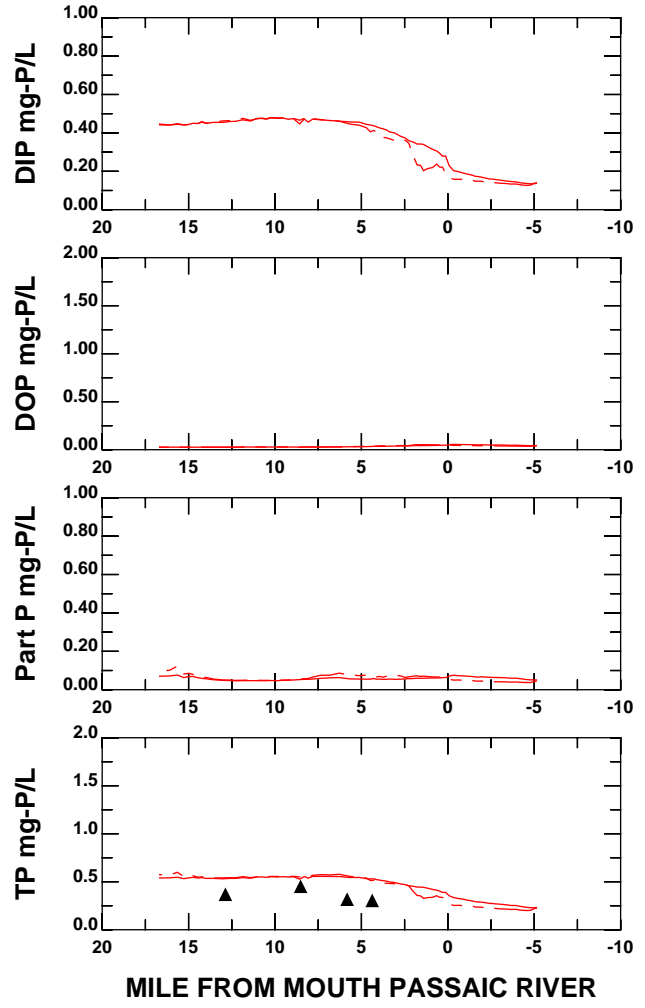 DIP mg-P/L
1.00
0.80
0.60
0.40
0.20
0.00
20 15 10 5 0 -5 -10
DOP mg-P/L
2.00
1.50
1.00
0.50
0.00
20 15 10 5 0 -5 -10
Part P mg-P/L
1.00
0.80
0.60
0.40
0.20
0.00
20 15 10 5 0 -5 -10
TP mg-P/L
2.0
1.5
1.0
0.5
0.0
20 15 10 5 0 -5 -10
MILE FROM MOUTH PASSAIC RIVER